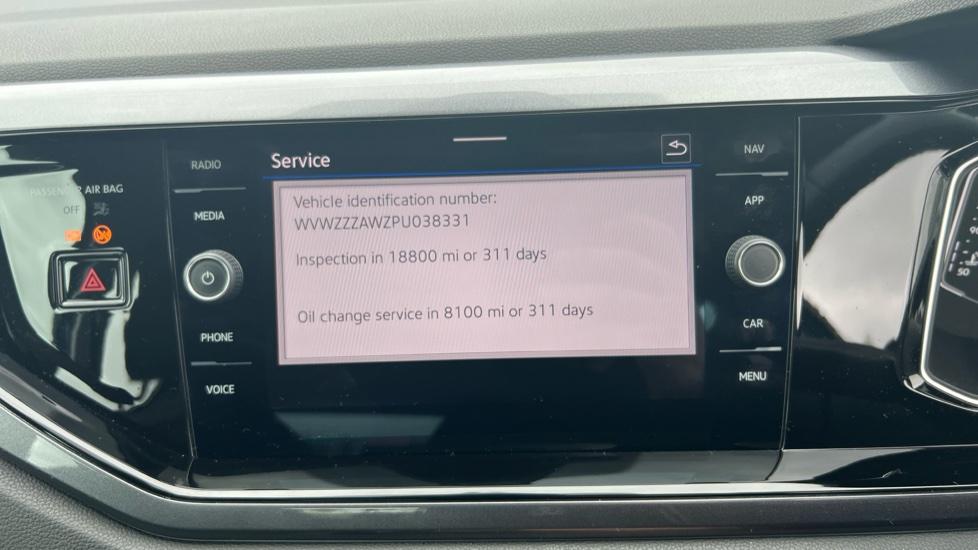 PASSENGER AIR BAG
OFF
RADIO
MEDIA
PHONE
VOICE
Service
Vehicle identification number:
WVWZZZAWZPU038331
Inspection in 18800 mi or 311 days
Oil change service in 8100 mi or 311 days
NAV
APP
CAR
MENU
50